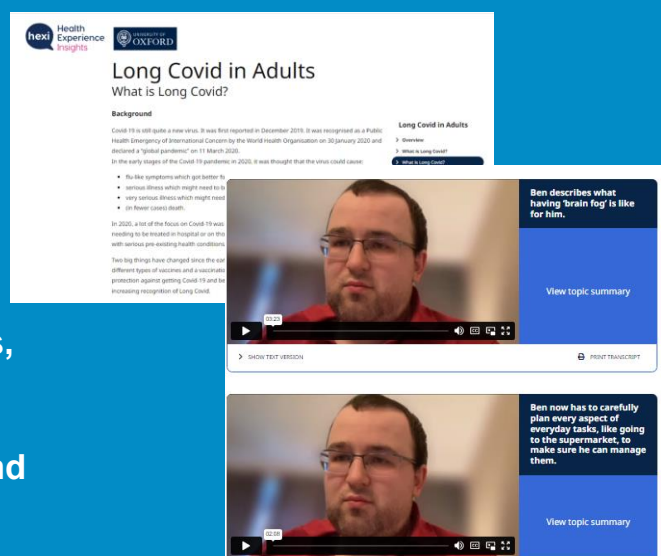 hexi Health
Experience
Insights
UNIVERSITY OF
OXFORD
Long Covid in Adults
What is Long Covid?
Background
Covid-19 is still quite a new virus. It was first reported in December 2019. It was recognised as a Public
Health Emergency of International Concern by the World Health Organisation on 30 January 2020 and
declared a "global pandemic" on 11 March 2020.
In the early stages of the Covid-19 pandemic in 2020, it was thought that the virus could cause:
• flu-like symptoms which got better fo
• serious illness which might need to b
• very serious illness which might need
• (in fewer cases) death.
In 2020, a lot of the focus on Covid-19 was
needing to be treated in hospital or on tho
with serious pre-existing health conditions
Two big things have changed since the ear
different types of vaccines and a vaccinatio
protection against getting Covid-19 and be
increasing recognition of Long Covid.
Long Covid in Adults
> Overview
> What is Long Covid?
> What is Long Covid?
Ben describes what
having 'brain fog' is like
for him.
View topic summary
03:23
> SHOW TEXT VERSION
PRINT TRANSCRIPT
s,
nd
Ben now has to carefully
plan every aspect of
everyday tasks, like going
to the supermarket, to
make sure he can manage
them.
View topic summary
02:08